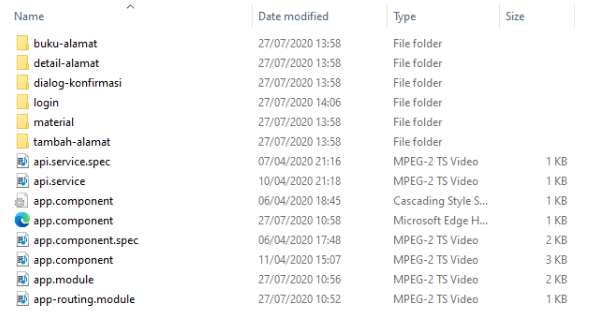 Name Date modified Type Size
buku-alamat 27/07/2020 13:58 File folder
detail-alamat 27/07/2020 13:58 File folder
dialog-konfirmasi 27/07/2020 13:58 File folder
login 27/07/2020 14:06 File folder
material 27/07/2020 13:58 File folder
tambah-alamat 27/07/2020 13:58 File folder
api.service.spec 07/04/2020 21:16 MPEG-2 TS Video 1 KB
api.service 10/04/2020 21:18 MPEG-2 TS Video 1 KB
app.component 06/04/2020 18:45 Cascading Style S... 1 KB
app.component 27/07/2020 10:58 Microsoft Edge H... 1 KB
app.component.spec 06/04/2020 17:48 MPEG-2 TS Video 2 KB
app.component 11/04/2020 15:07 MPEG-2 TS Video 3 KB
app.module 27/07/2020 10:56 MPEG-2 TS Video 2 KB
app-routing.module 27/07/2020 10:52 MPEG-2 TS Video 1 KB